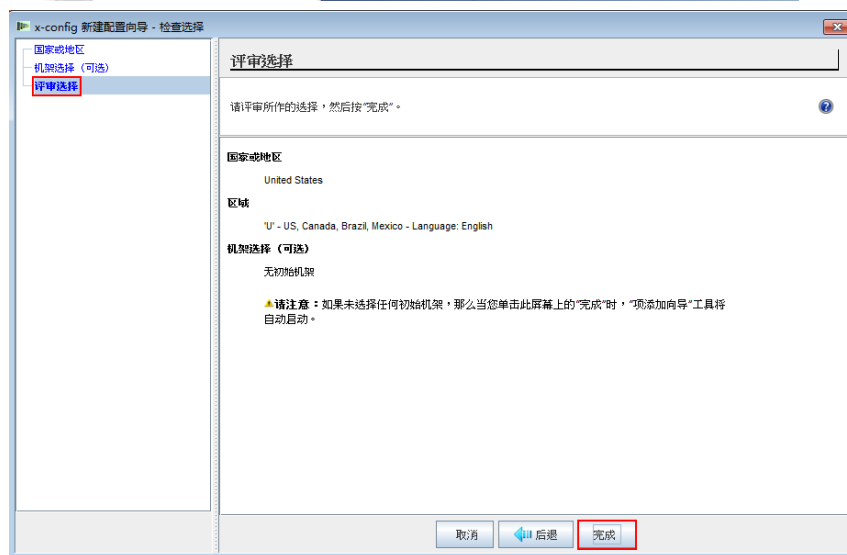 x-config 新建配置向导 - 检查选择
国家或地区
机架选择（可选）
评审选择
评审选择
请评审所作的选择，然后按"完成"。
国家或地区
United States
区域
'U' - US, Canada, Brazil, Mexico - Language: English
机架选择（可选）
无初始机架
请注意：如果未选择任何初始机架，那么当您单击此屏幕上的"完成"时，"项添加向导"工具将
自动启动。
取消
后退
完成